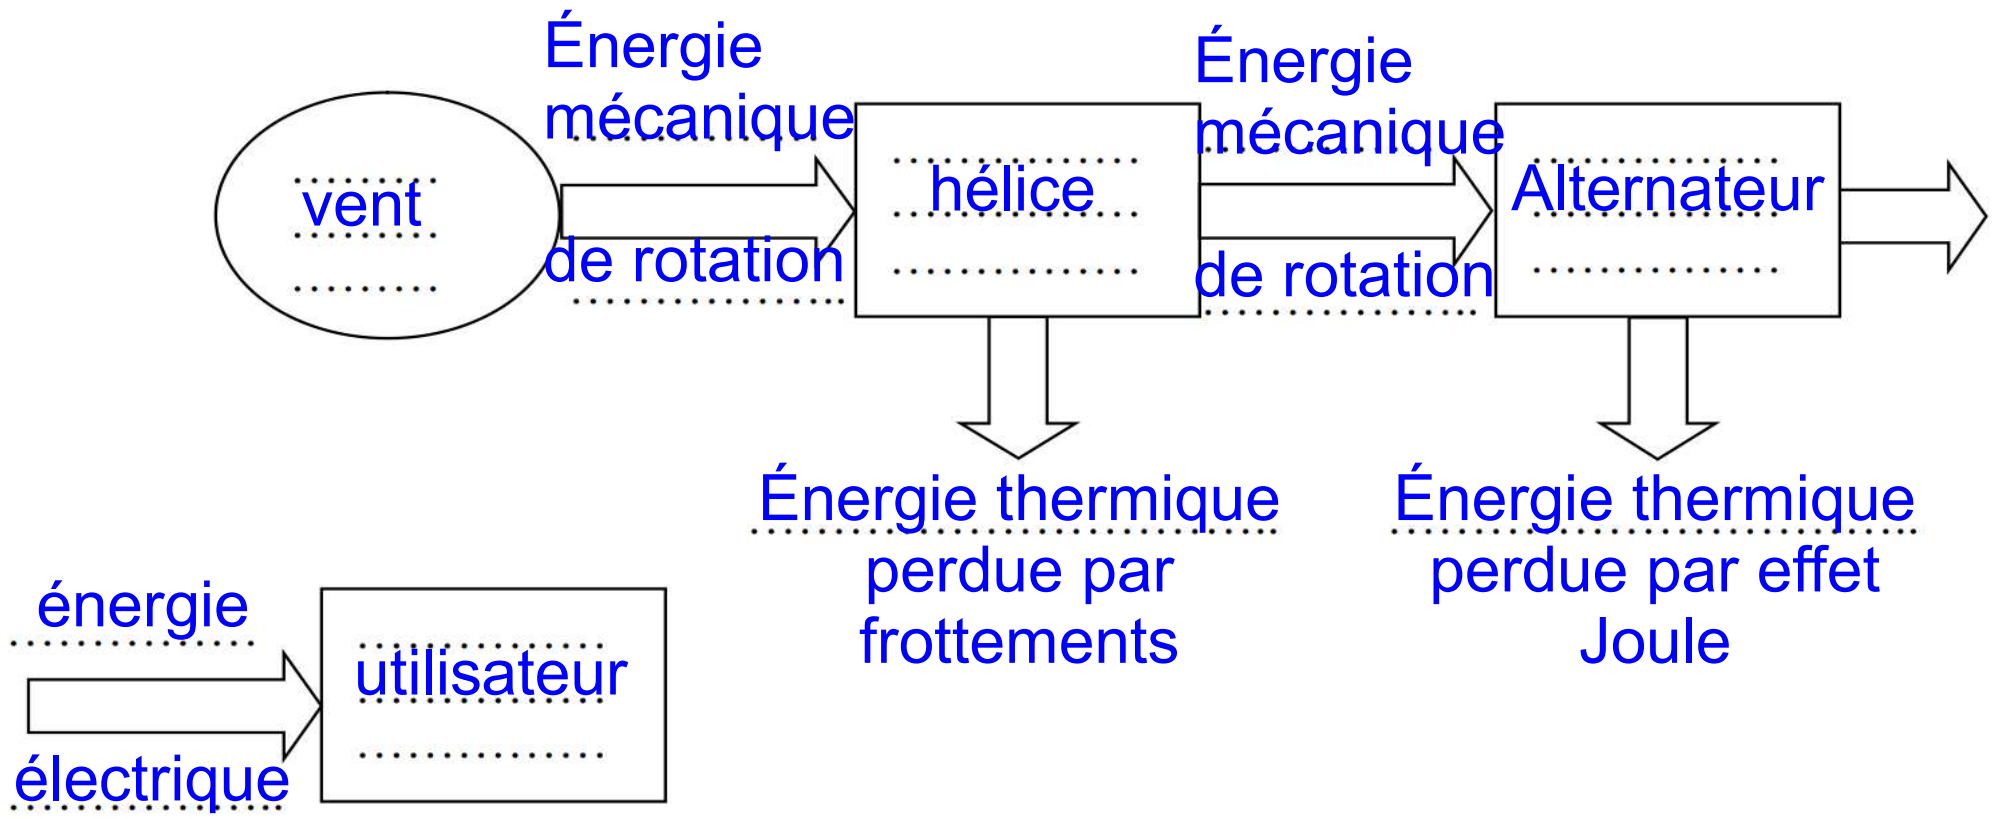 Énergie
mécanique
de rotation
vent
hélice
Énergie
mécanique
de rotation
Alternateur
Énergie thermique
perdue par
frottements
Énergie thermique
perdue par effet
Joule
énergie
électrique
utilisateur